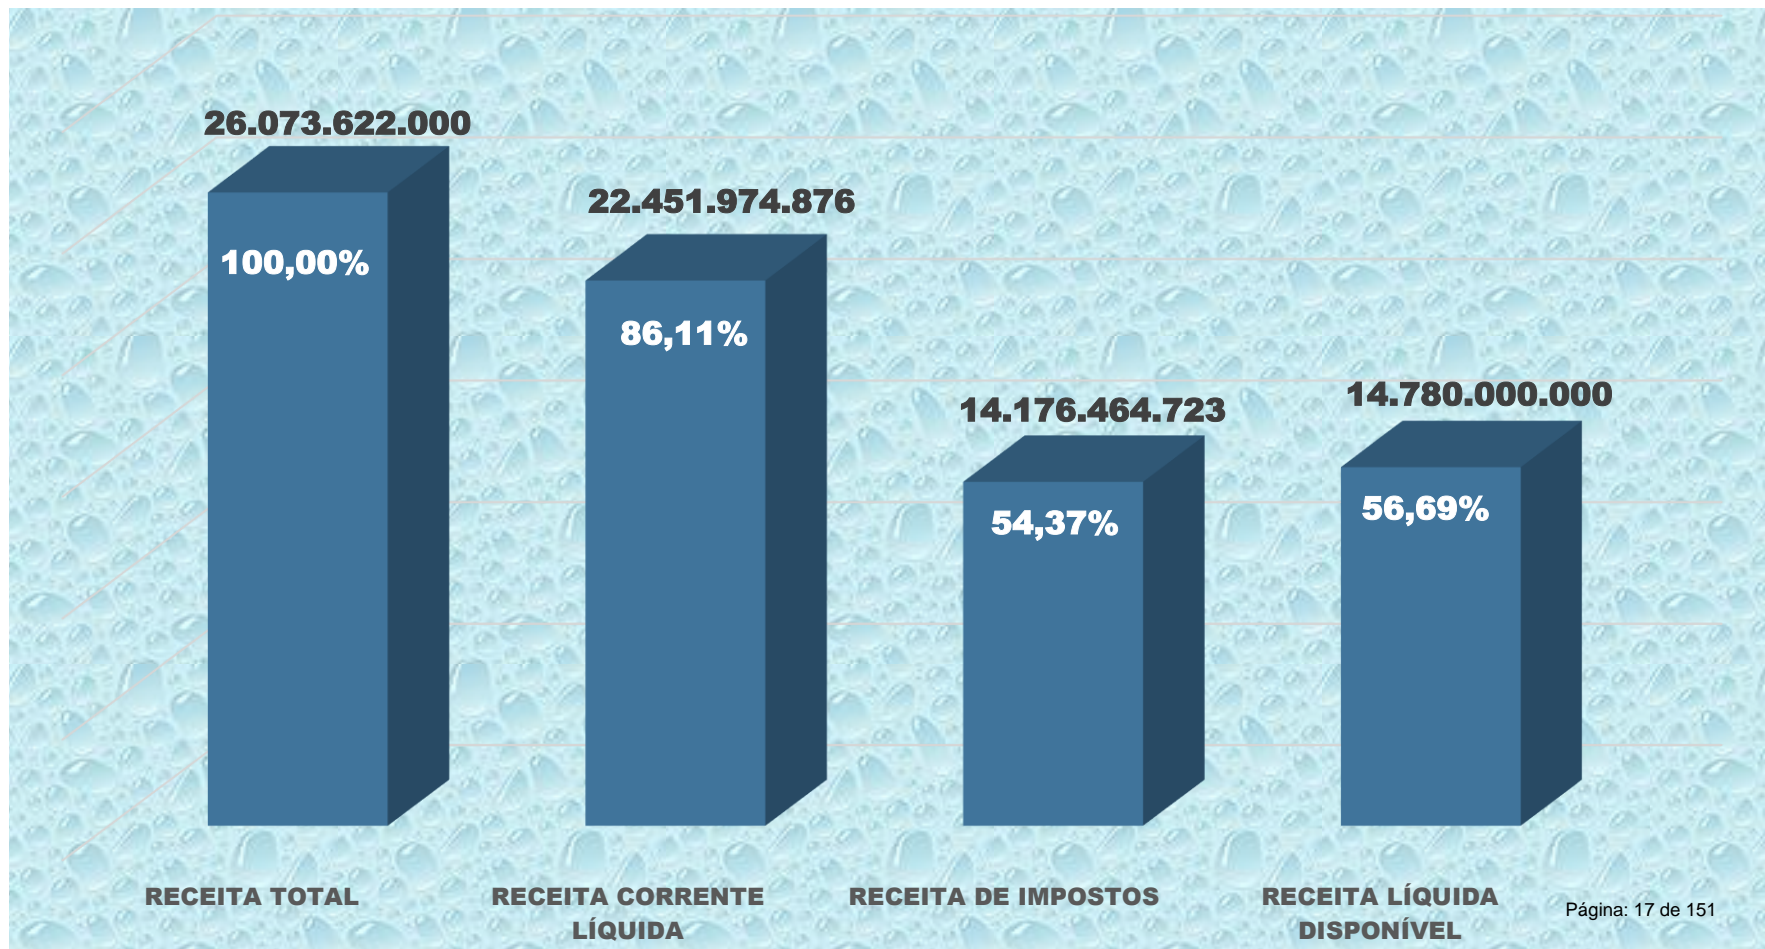 26.073.622.000
100,00%
22.451.974.876
86,11%
14.176.464.723
54,37%
14.780.000.000
56,69%
RECEITA TOTAL
RECEITA CORRENTE
LÍQUIDA
RECEITA DE IMPOSTOS
RECEITA LÍQUIDA
DISPONÍVEL
Página: 17 de 151